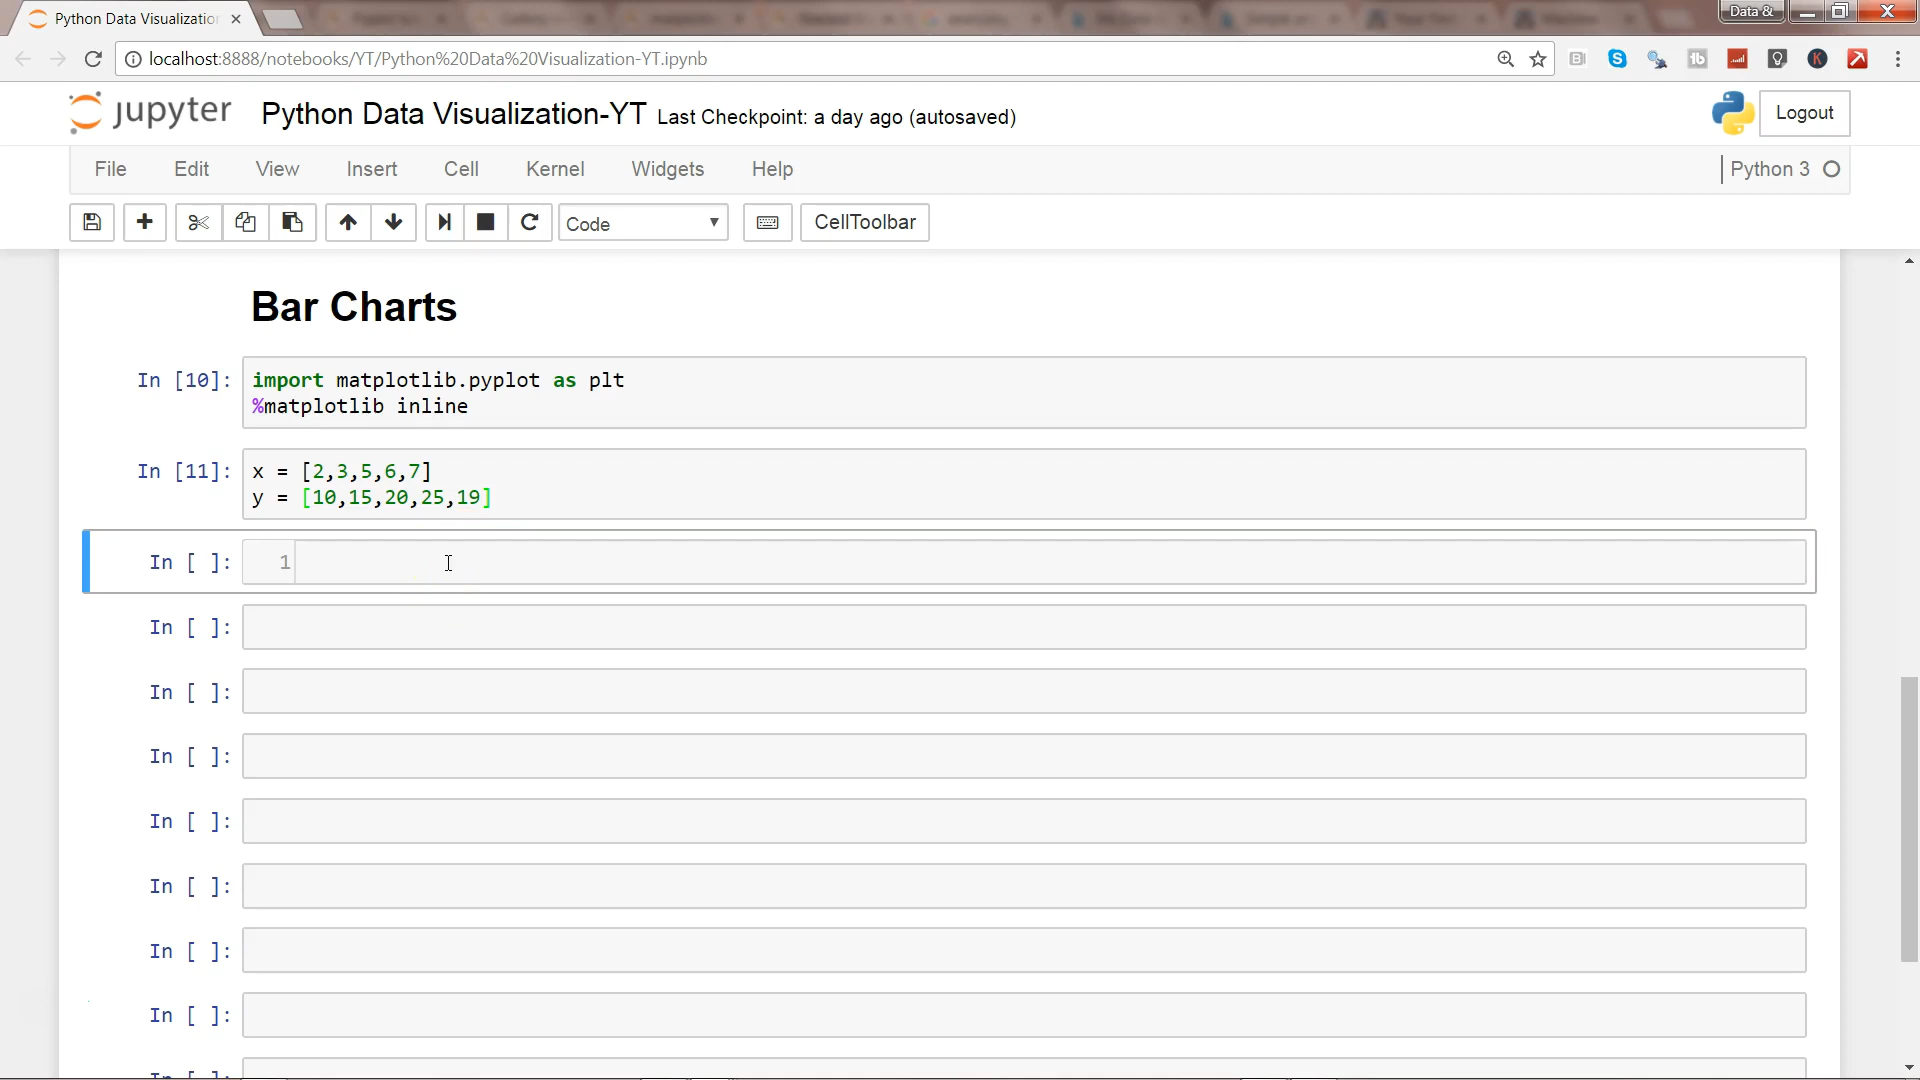 Python Data Visualization
Data &
localhost:8888/notebooks/YT/Python%20Data%20Visualization-YT.ipynb
jupyter Python Data Visualization-YT Last Checkpoint: a day ago (autosaved)
Logout
File Edit View Insert Cell Kernel Widgets Help
Python 3
Code
CellToolbar
Bar Charts
In [10]: import matplotlib.pyplot as plt
%matplotlib inline
In [11]: x = [2,3,5,6,7]
y = [10,15,20,25,19]
In [ ]: 1
In [ ]:
In [ ]:
In [ ]:
In [ ]:
In [ ]:
In [ ]:
In [ ]:
In [ ]: